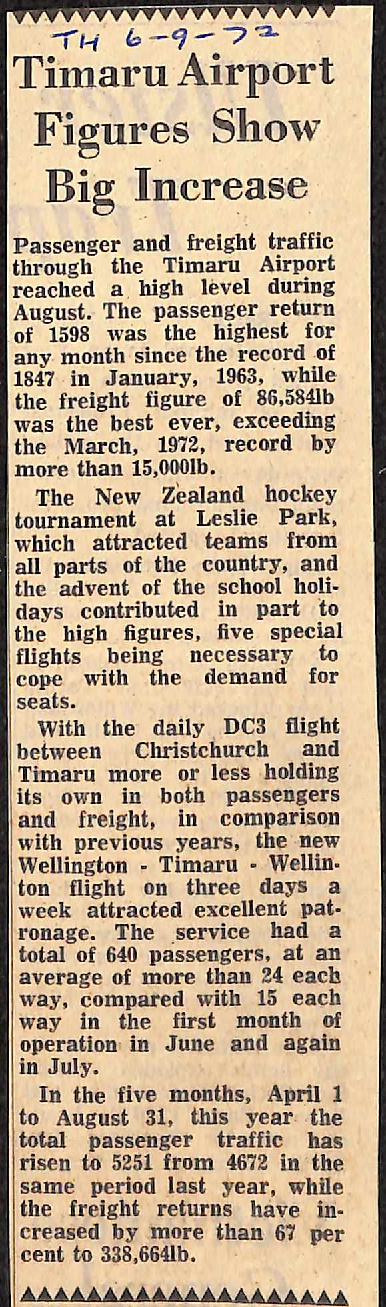 TH 6-9-72
Timaru Airport
Figures Show
Big Increase
Passenger and freight traffic
through the Timaru Airport
reached a high level during
August. The passenger return
of 1598 was the highest for
any month since the record of
1847 in January, 1963, while
the freight figure of 86,584lb
was the best ever, exceeding
the March, 1972, record by
more than 15,000lb.
The New Zealand hockey
tournament at Leslie Park,
which attracted teams from
all parts of the country, and
the advent of the school holi-
days contributed in part to
the high figures, five special
flights being necessary to
cope with the demand for
seats.
With the daily DC3 flight
between Christchurch and
Timaru more or less holding
its own in both passengers
and freight, in comparison
with previous years, the new
Wellington - Timaru - Wellin-
ton flight on three days a
week attracted excellent pat-
ronage. The service had a
total of 640 passengers, at an
average of more than 24 each
way, compared with 15 each
way in the first month of
operation in June and again
in July.
In the five months, April 1
to August 31, this year the
total passenger traffic has
risen to 5251 from 4672 in the
same period last year, while
the freight returns have in-
creased by more than 67 per
cent to 338,664lb.